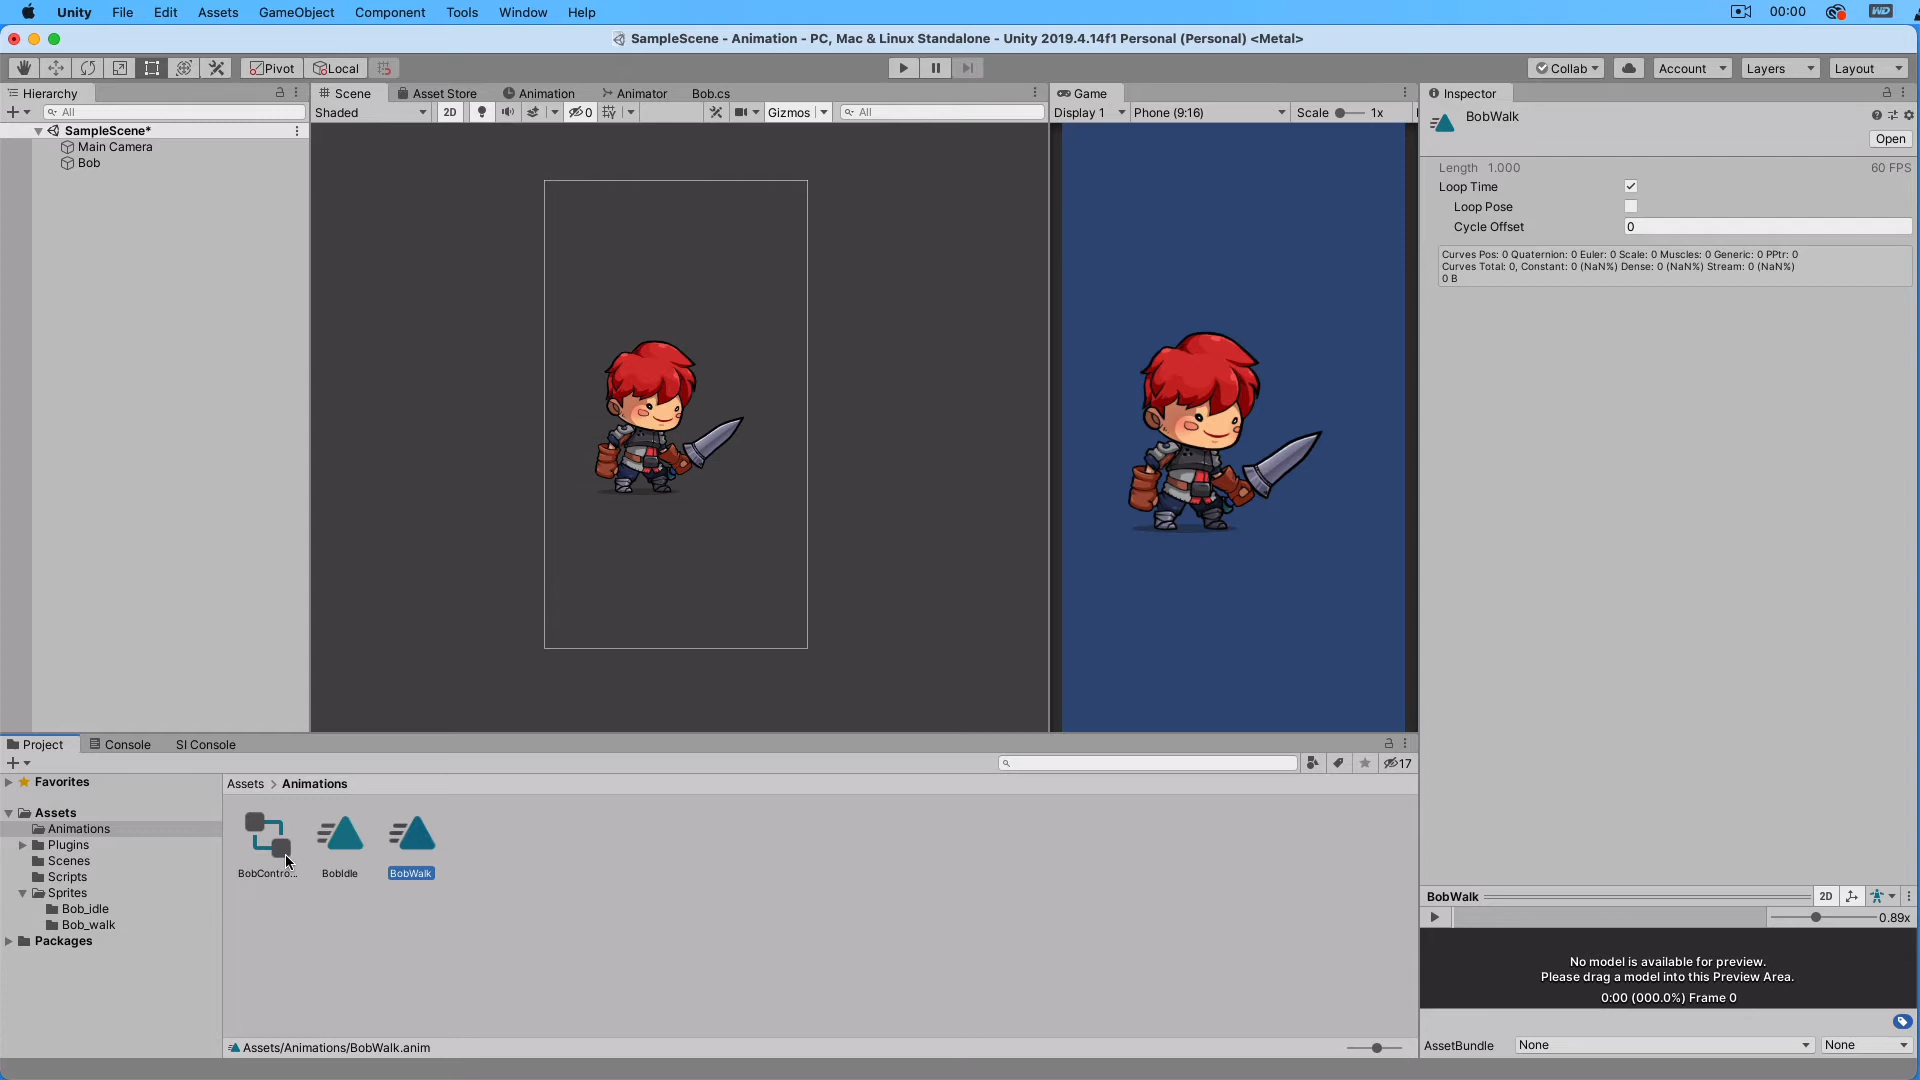 Unity File Edit Assets GameObject Component Tools Window Help 00:00 WD
SampleScene - Animation - PC, Mac & Linux Standalone - Unity 2019.4.14f1 Personal (Personal) <Metal>
Pivot Local Collab Account Layers Layout
Hierarchy Scene Asset Store Animation Animator Bob.cs Game Inspector
All Shaded 2D 0 Gizmos All Display 1 Phone (9:16) Scale 1x BobWalk
SampleScene*
Open
Main Camera
Bob
Length 1.000 60 FPS
Loop Time
Loop Pose
Cycle Offset 0
Curves Pos: 0 Quaternion: 0 Euler: 0 Scale: 0 Muscles: 0 Generic: 0 PPtr: 0
Curves Total: 0, Constant: 0 (NaN%) Dense: 0 (NaN%) Stream: 0 (NaN%)
0 B
Project Console SI Console
17
Favorites
Assets > Animations
Assets
Animations
Plugins
Scenes
Scripts
Sprites
Bob_idle
Bob_walk
Packages
BobContro... BobIdle BobWalk
Assets/Animations/BobWalk.anim
BobWalk 2D
0.89x
No model is available for preview.
Please drag a model into this Preview Area.
0:00 (000.0%) Frame 0
AssetBundle None None